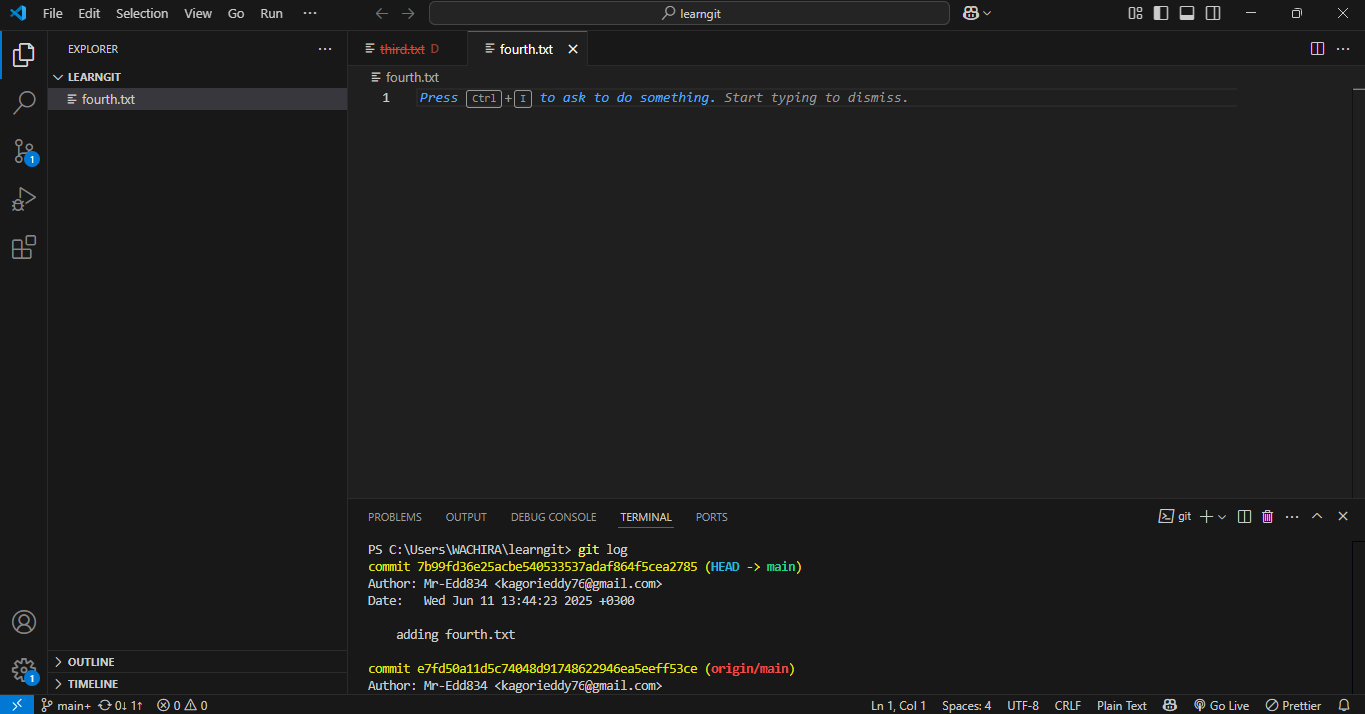 File Edit Selection View Go Run ··· learngit
EXPLORER ···
LEARNGIT
fourth.txt
1
1
third.txt D fourth.txt
fourth.txt
1 Press Ctrl+I to ask to do something. Start typing to dismiss.
PROBLEMS OUTPUT DEBUG CONSOLE TERMINAL PORTS git
PS C:\Users\WACHIRA\learngit> git log
commit 7b99fd36e25acbe540533537adaf864f5cea2785 (HEAD -> main)
Author: Mr-Edd834 <kagorieddy76@gmail.com>
Date:   Wed Jun 11 13:44:23 2025 +0300
adding fourth.txt
commit e7fd50a11d5c74048d91748622946ea5eeff53ce (origin/main)
Author: Mr-Edd834 <kagorieddy76@gmail.com>
OUTLINE
TIMELINE
main+ 0↓ 1↑ 0 0 Ln 1, Col 1 Spaces: 4 UTF-8 CRLF Plain Text Go Live Prettier